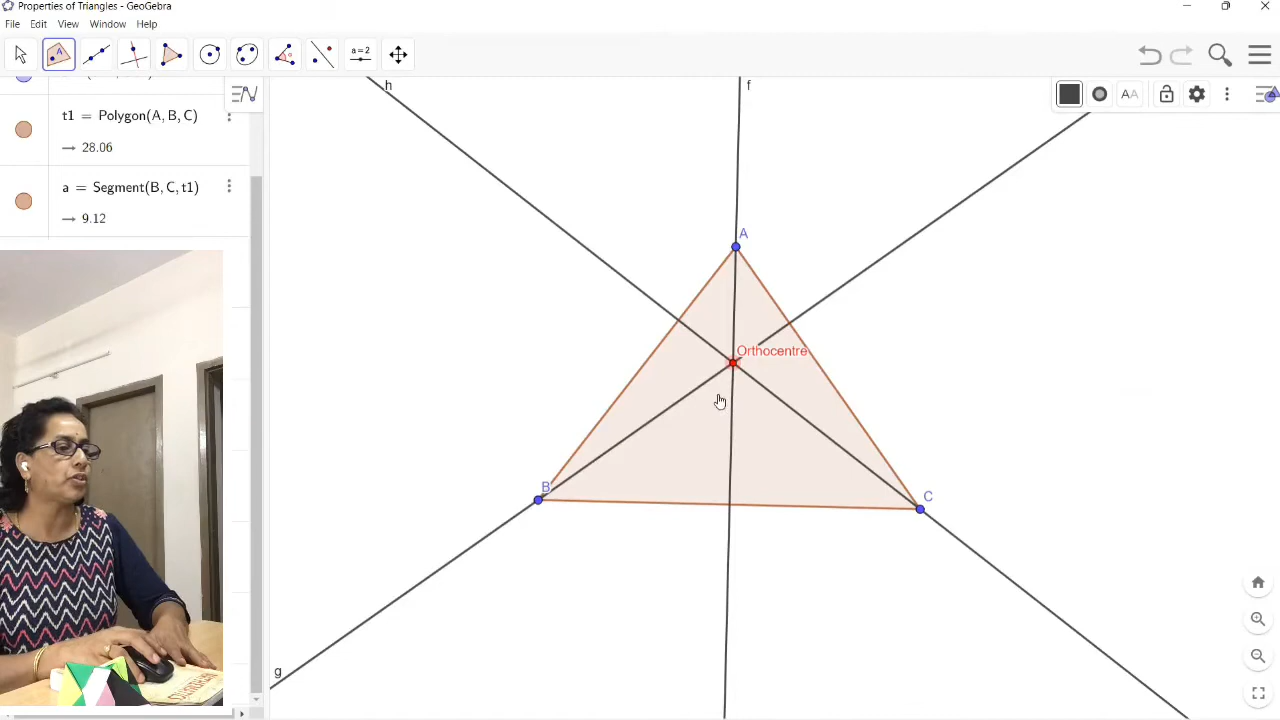 Properties of Triangles - GeoGebra
File Edit View Window Help
A
a = 2
t1 = Polygon(A, B, C)
→ 28.06
a = Segment(B, C, t1)
→ 9.12
AA
h
f
A
Orthocentre
B
C
g